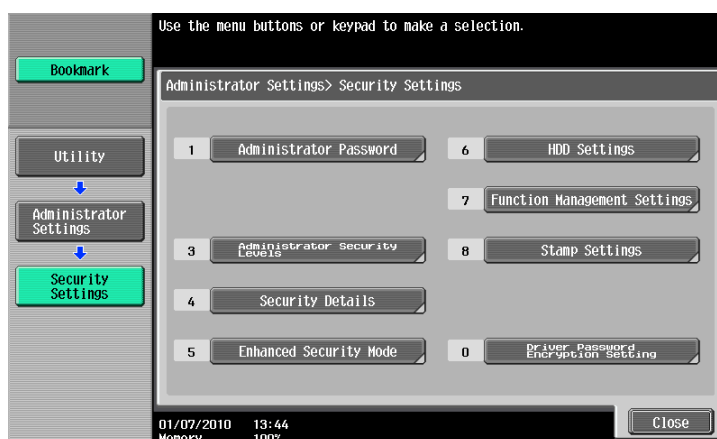 Use the menu buttons or keypad to make a selection.
Bookmark
Administrator Settings> Security Settings
Utility
Administrator
Settings
Security
Settings
1 Administrator Password
6 HDD Settings
7 Function Management Settings
3 Administrator Security
Levels
8 Stamp Settings
4 Security Details
5 Enhanced Security Mode
0 Driver Password
Encryption Setting
01/07/2010 13:44
Memory 100%
Close